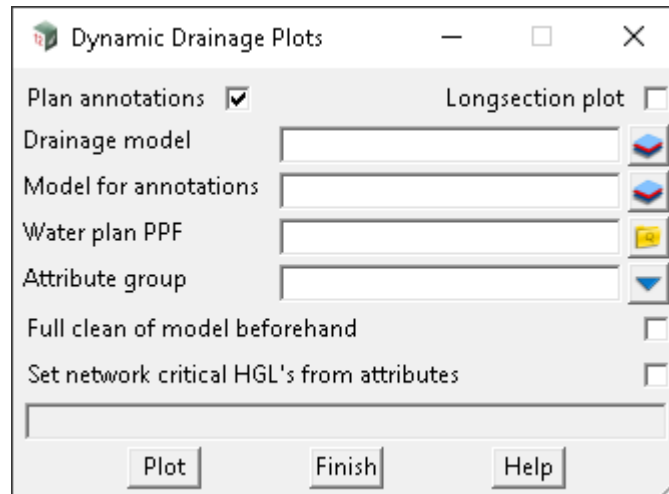 Dynamic Drainage Plots
Plan annotations Longsection plot
Drainage model
Model for annotations
Water plan PPF
Attribute group
Full clean of model beforehand
Set network critical HGL's from attributes
Plot Finish Help